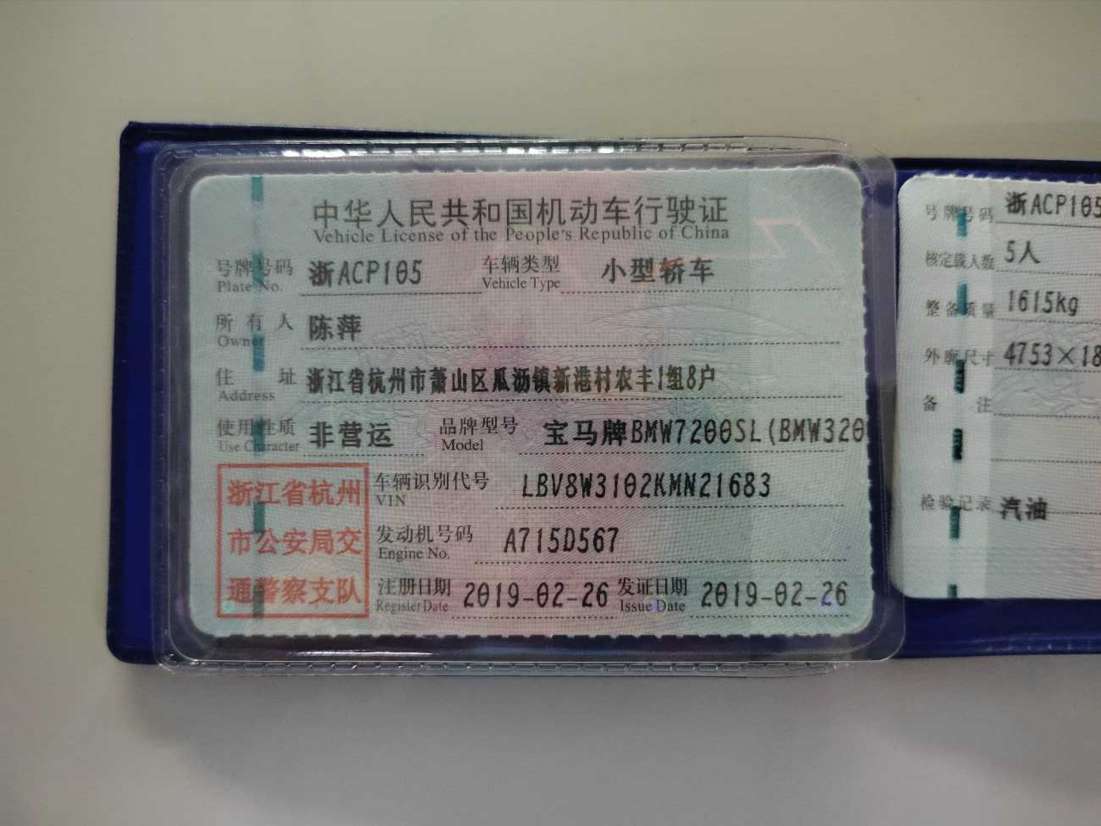 中华人民共和国机动车行驶证
Vehicle License of the People's Republic of China
号牌号码 浙ACP105 车辆类型 小型轿车
Plate No. Vehicle Type
所有人 陈萍
Owner
住址 浙江省杭州市萧山区瓜沥镇新港村农丰1组8户
Address
使用性质 非营运 品牌型号 宝马牌BMW7200SL(BMW320
Use Character Model
浙江省杭州
市公安局交
通警察支队
车辆识别代号 LBV8W3102KMN21683
VIN
发动机号码 A715D567
Engine No.
注册日期 2019-02-26 发证日期 2019-02-26
Register Date Issue Date
号牌号码 浙ACP105
核定载人数 5人
整备质量 1615kg
外廓尺寸 4753×18
备注
检验记录 汽油